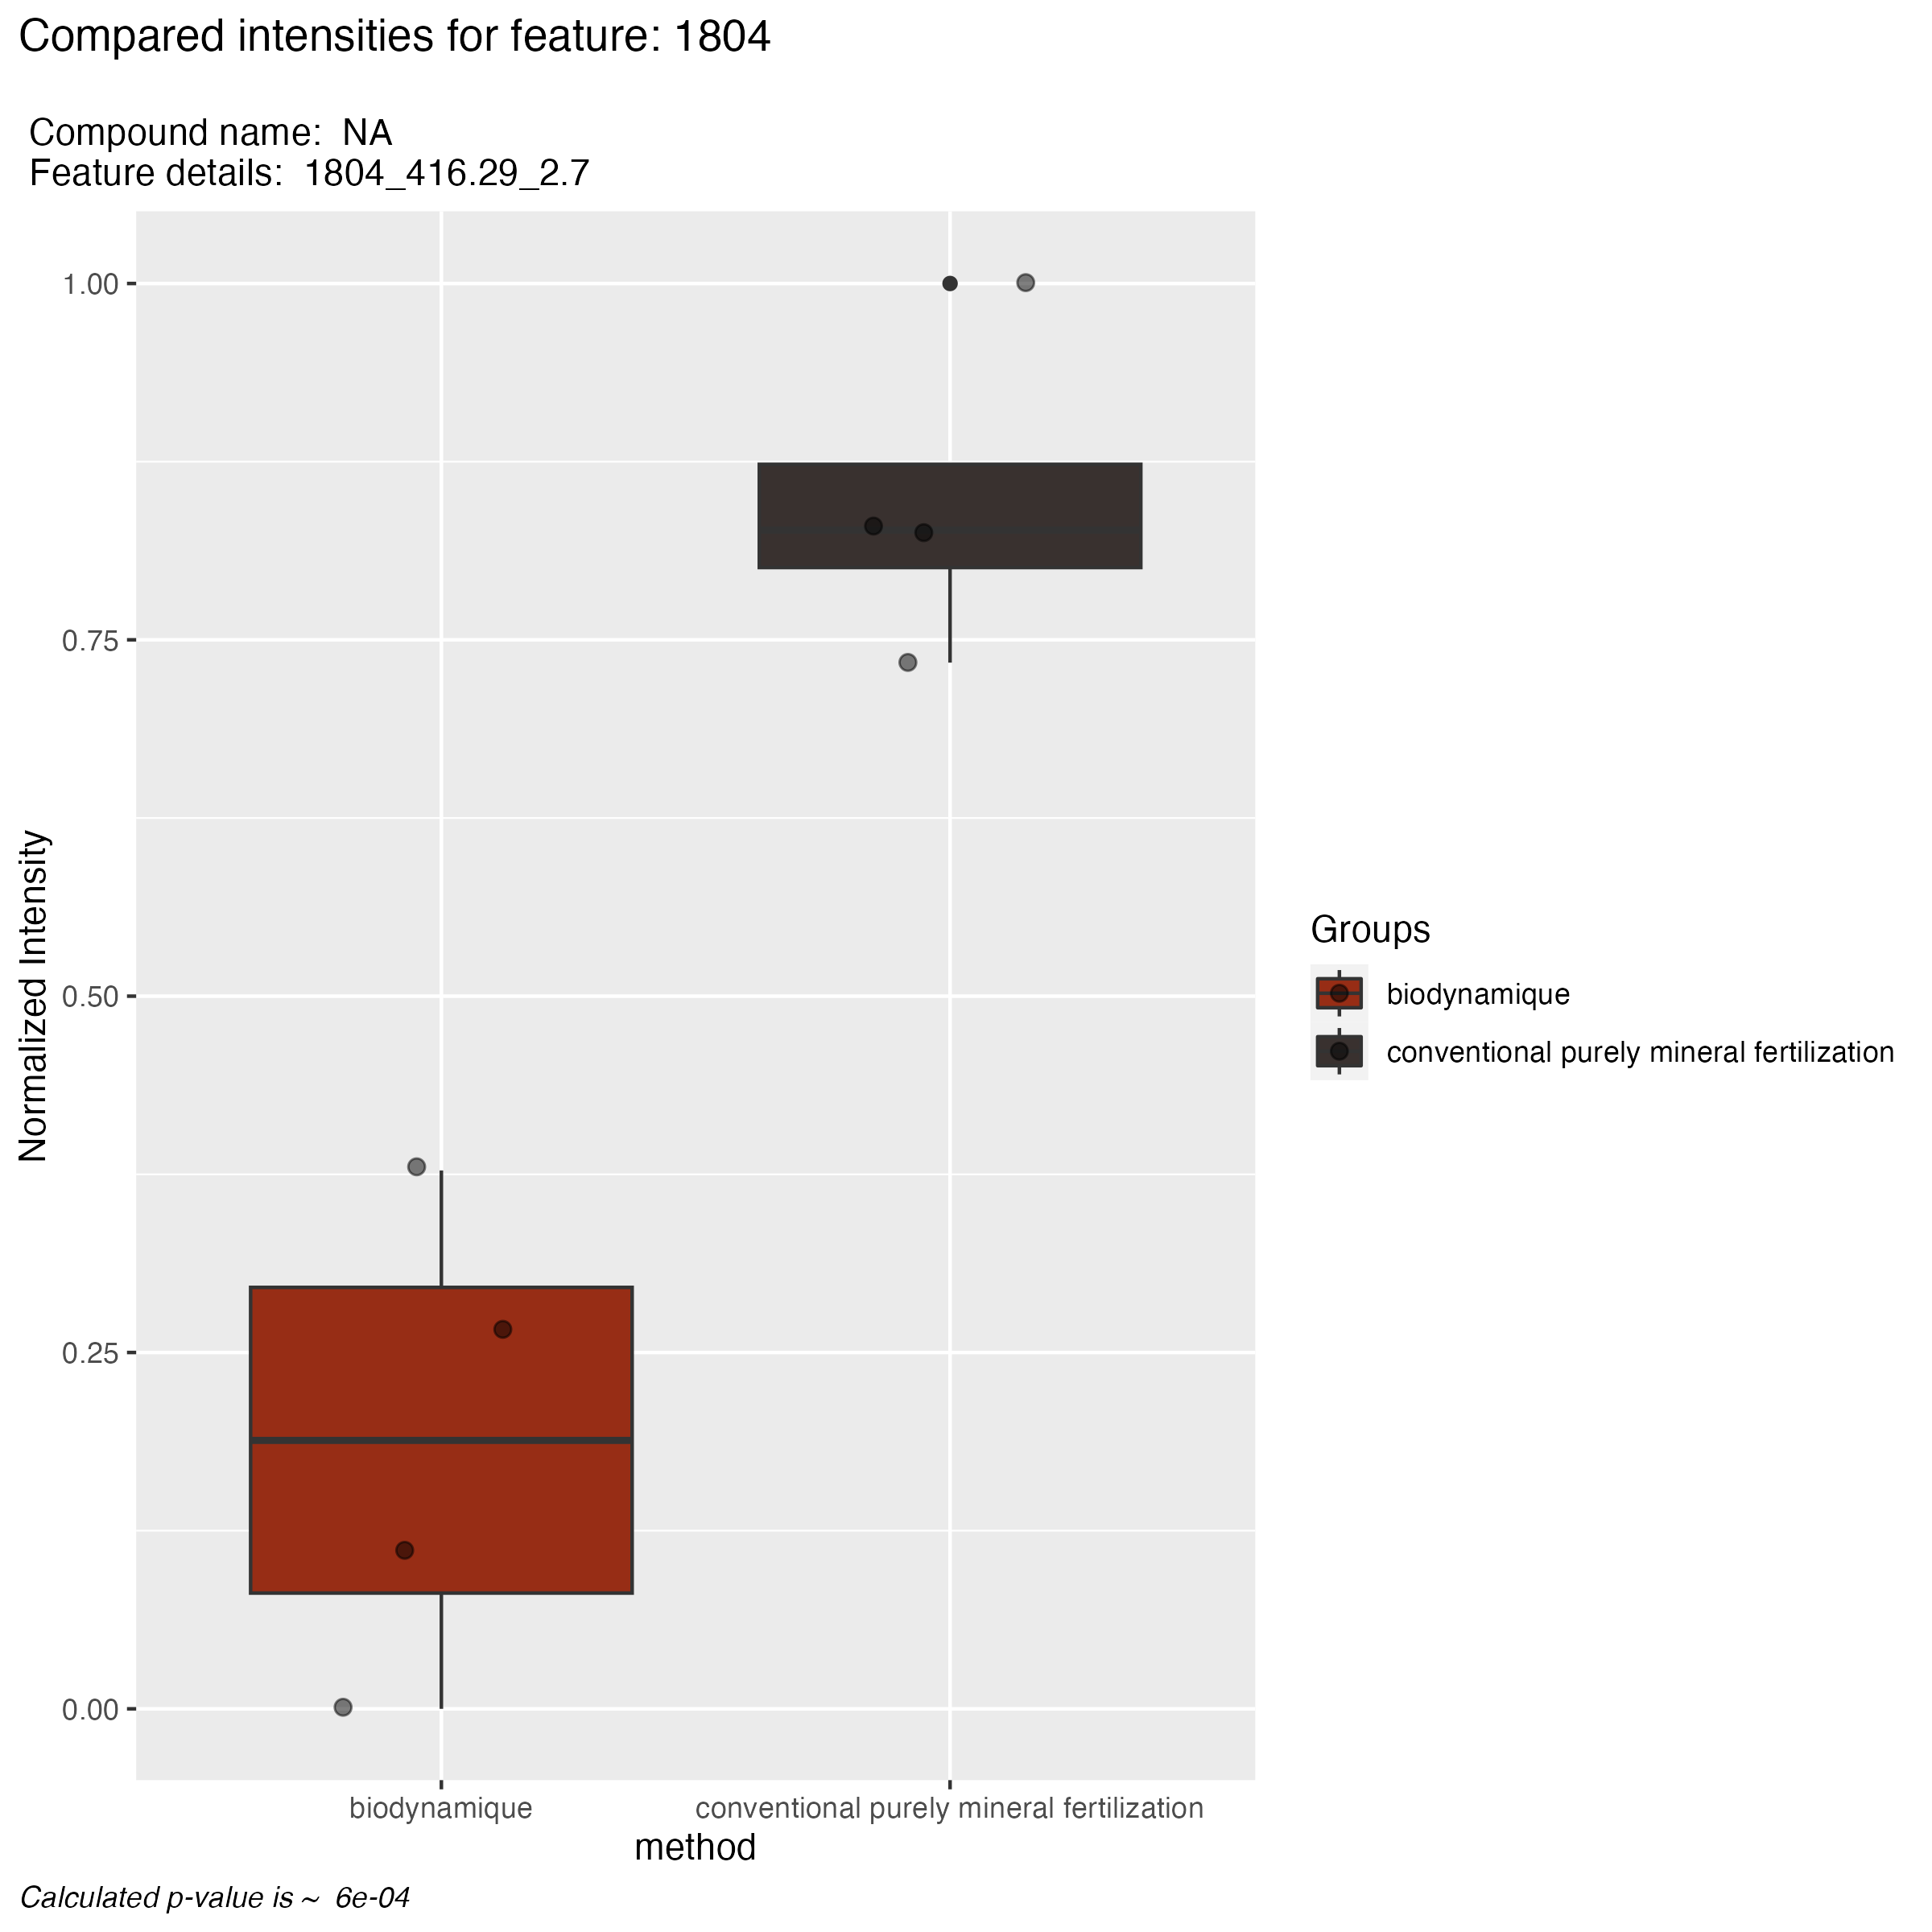 Compared intensities for feature: 1804
Compound name:  NA
Feature details:  1804_416.29_2.7
1.00
0.75
0.50
0.25
0.00
Normalized Intensity
biodynamique
conventional purely mineral fertilization
method
Groups
biodynamique
conventional purely mineral fertilization
Calculated p-value is ~  6e-04